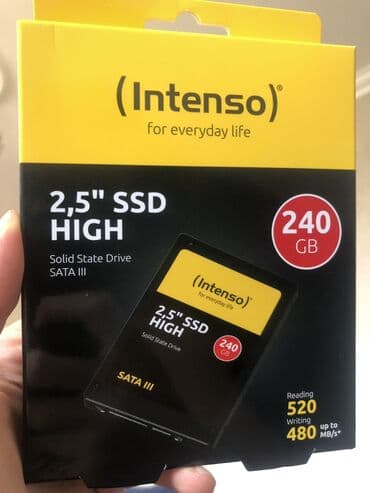 (Intenso)®
for everyday life
2,5" SSD
HIGH
Solid State Drive
SATA III
240
GB
(Intenso)®
for everyday life
2,5" SSD
HIGH
Solid State Drive
240
GB
SATA III
Reading
520
Writing
480 up to
MB/s*